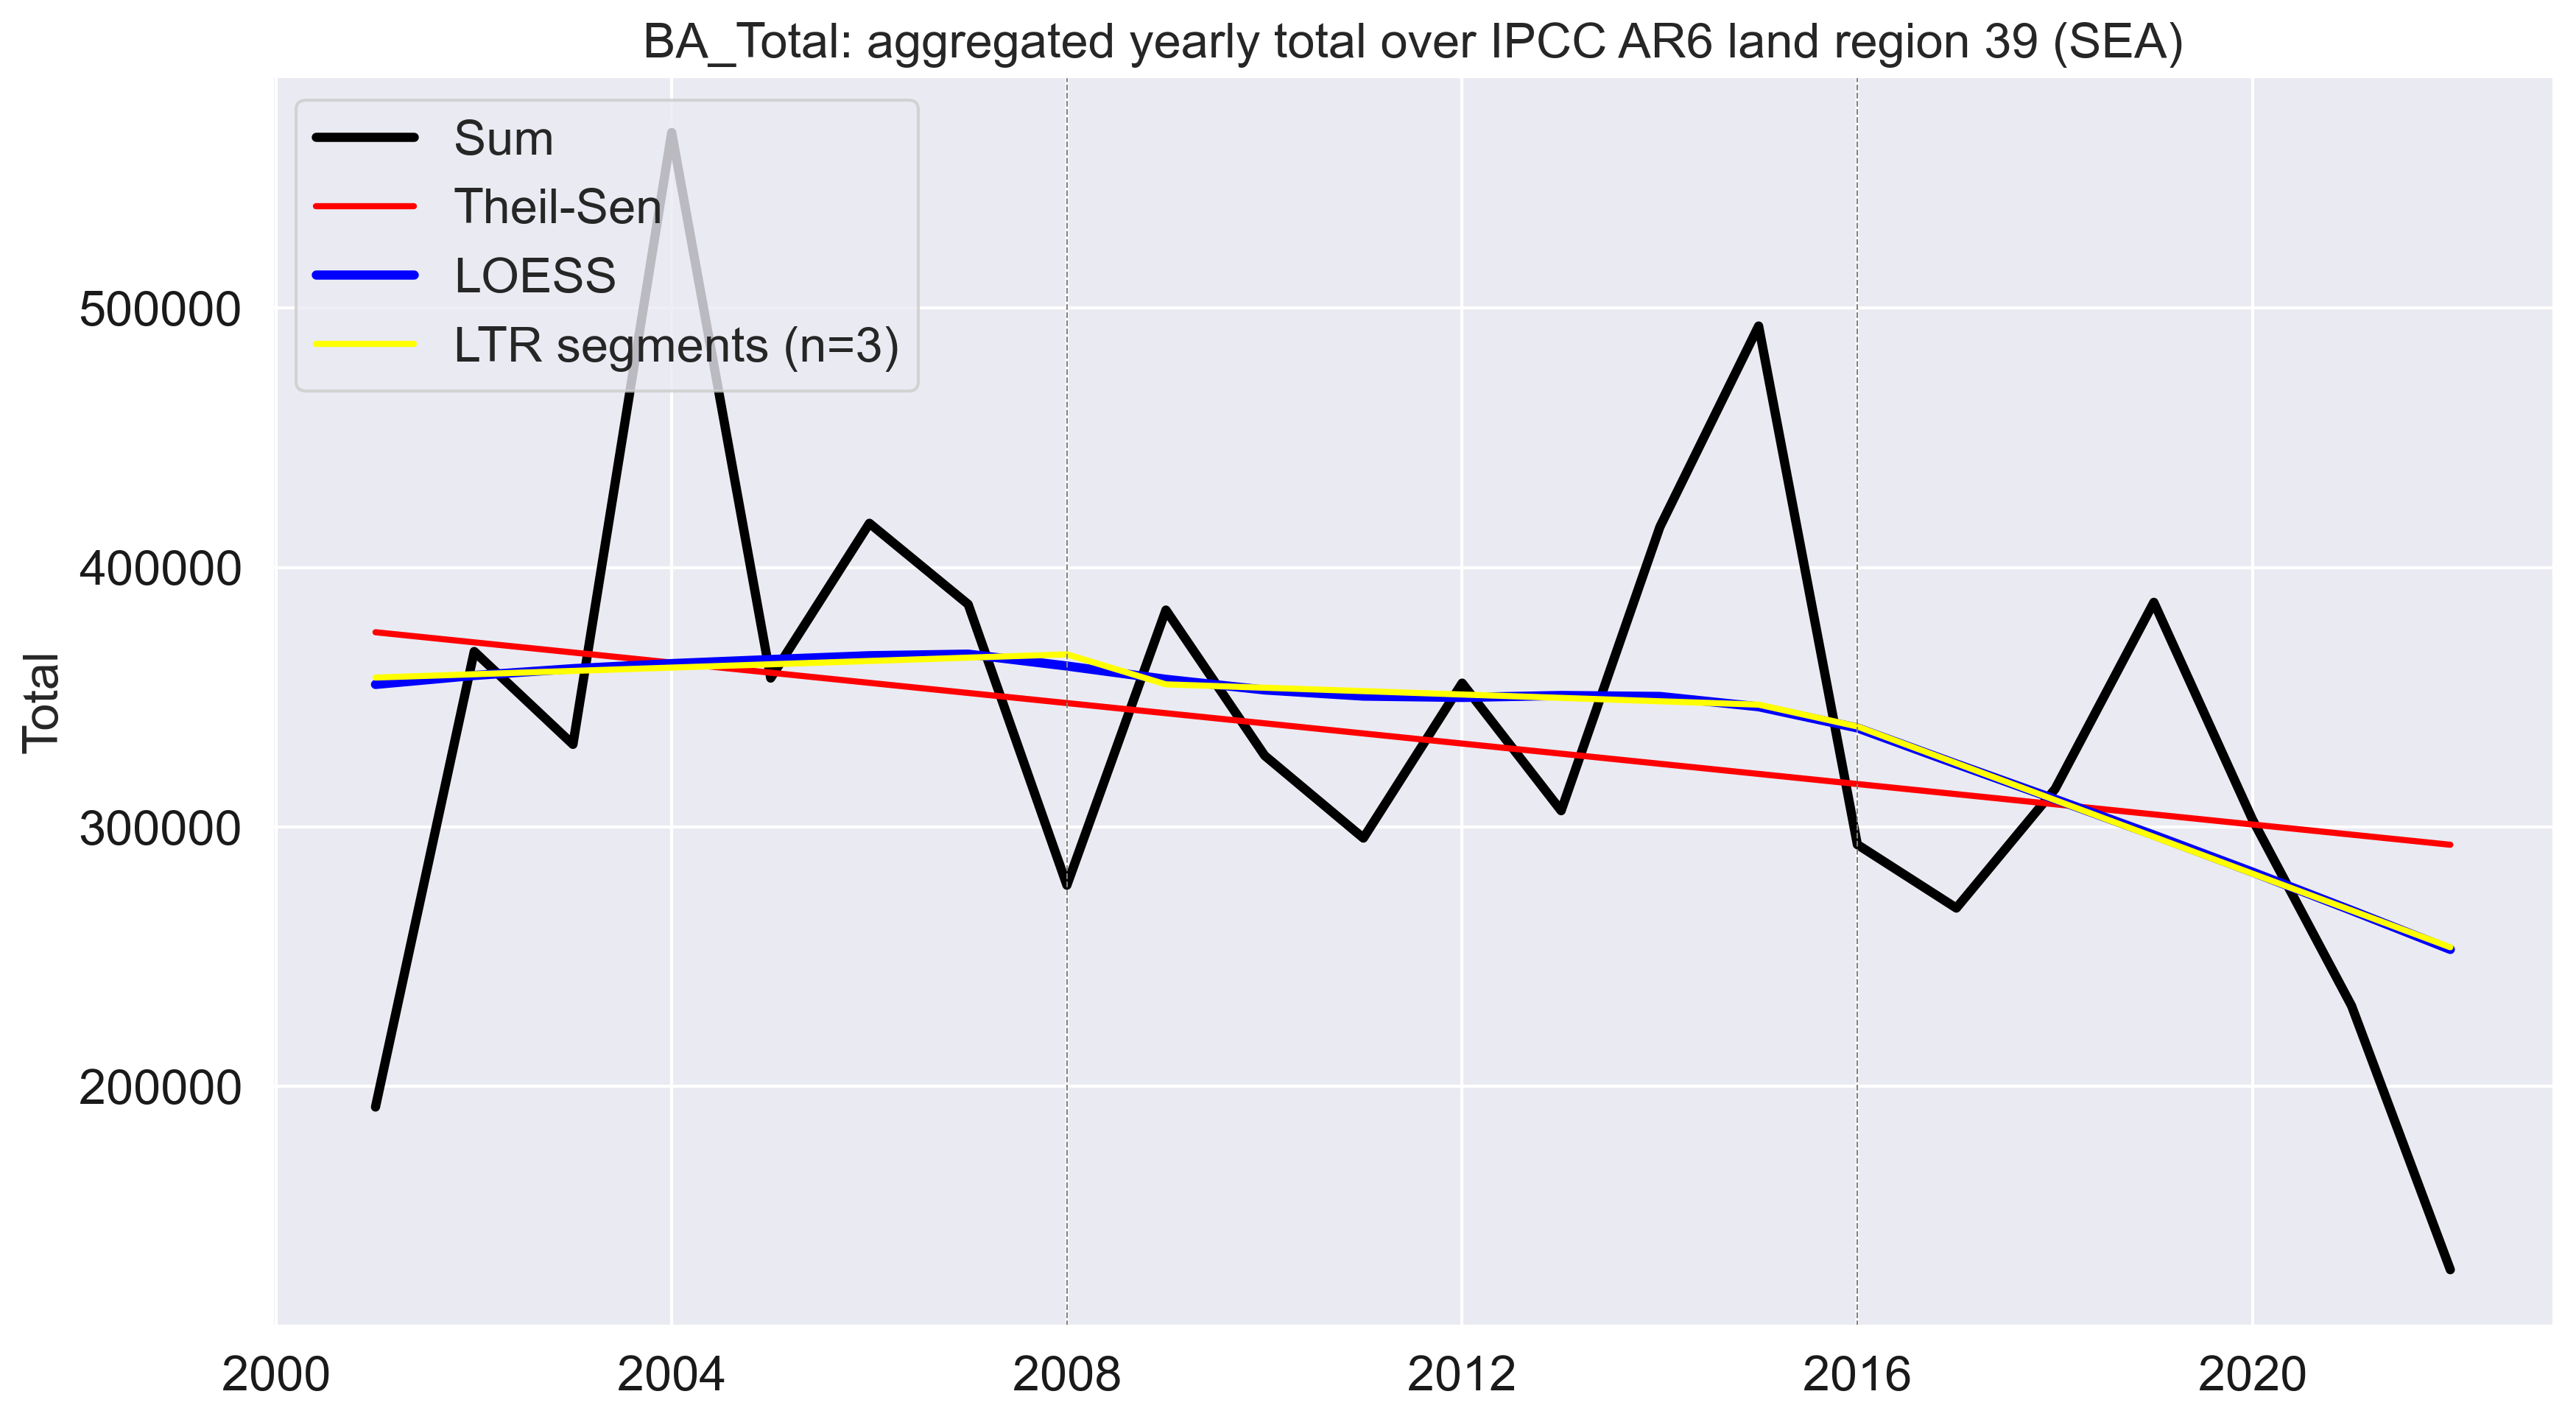 BA_Total: aggregated yearly total over IPCC AR6 land region 39 (SEA)
Sum
Theil-Sen
LOESS
LTR segments (n=3)
Total
500000
400000
300000
200000
2000 2004 2008 2012 2016 2020